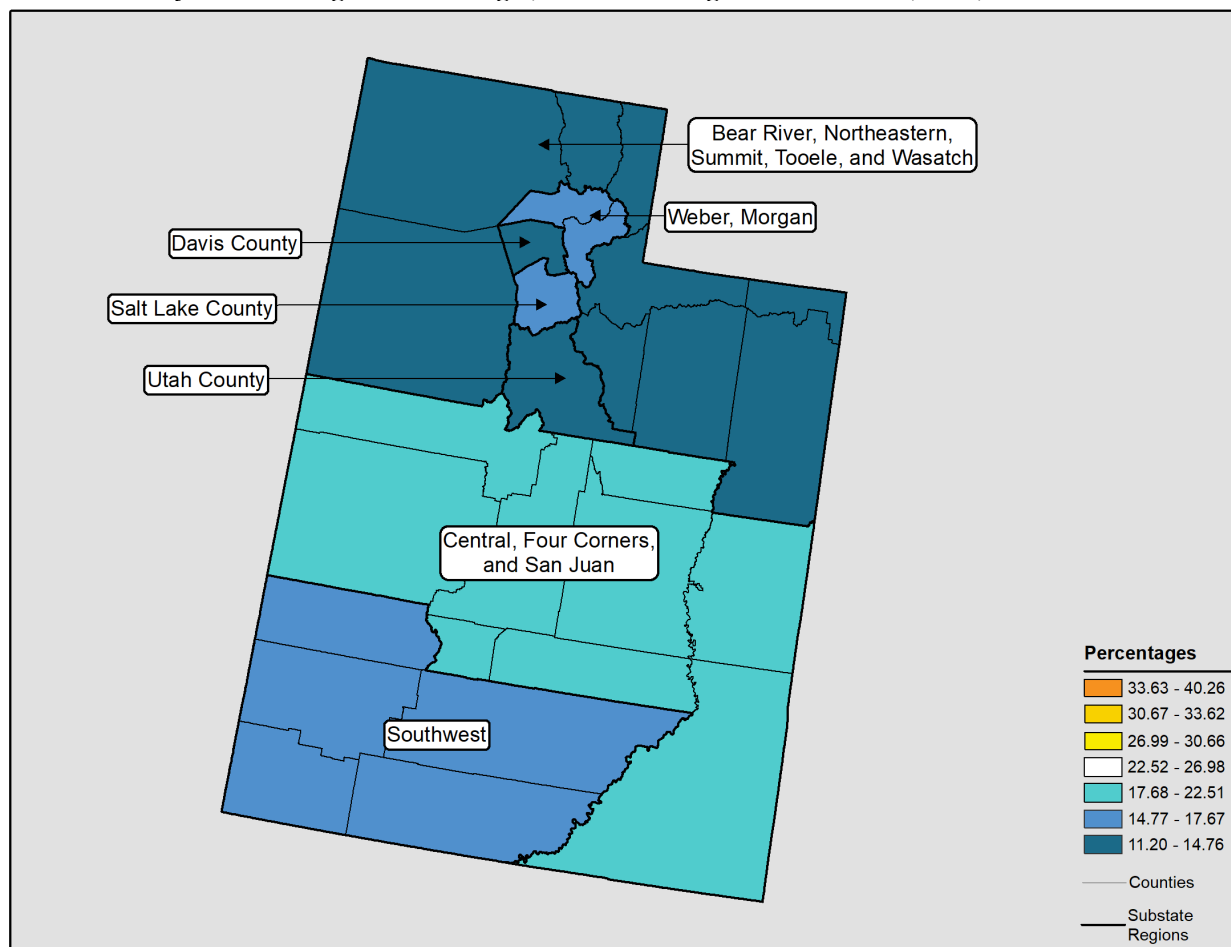 Bear River, Northeastern,
Summit, Tooele, and Wasatch
Weber, Morgan
Davis County
Salt Lake County
Utah County
Central, Four Corners,
and San Juan
Southwest
Percentages
33.63 - 40.26
30.67 - 33.62
26.99 - 30.66
22.52 - 26.98
17.68 - 22.51
14.77 - 17.67
11.20 - 14.76
Counties
Substate
Regions